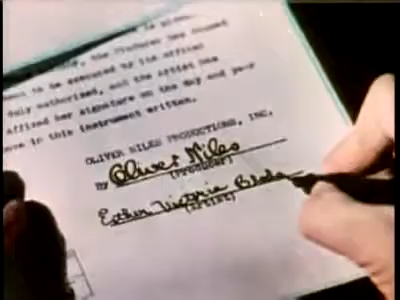 the Producer has caused
to be executed by its officer
duly authorized, and the Artist has
affixed her signature on the day and year
above in this instrument written.
OLIVER NILES PRODUCTIONS, INC.
By Oliver Niles
(Producer)
Esther Victoria Blodg
(Artist)